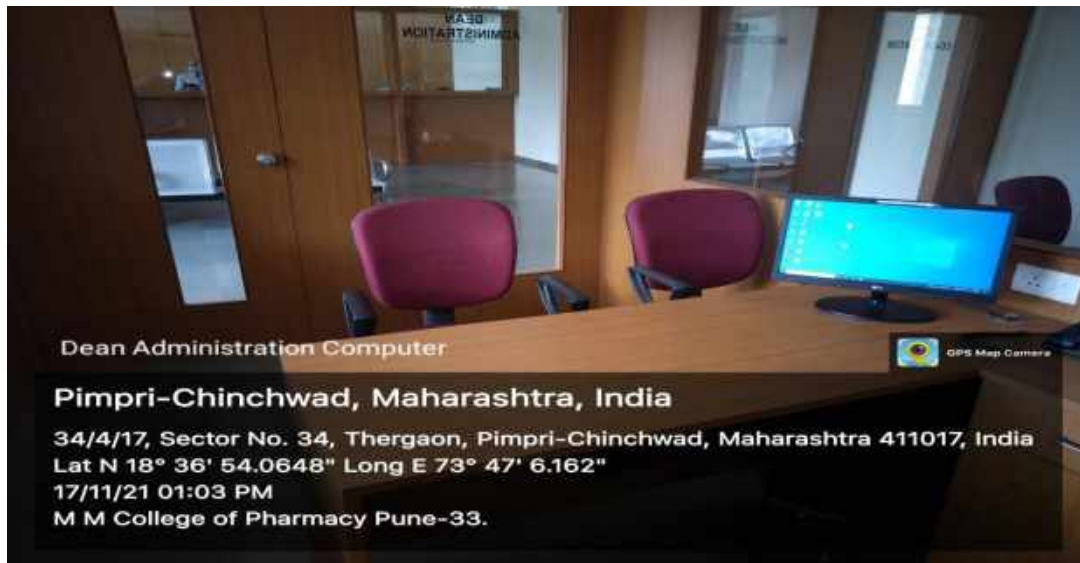 DEAN
ADMINISTRATION
Dean Administration Computer
GPS Map Camera
Pimpri-Chinchwad, Maharashtra, India
34/4/17, Sector No. 34, Thergaon, Pimpri-Chinchwad, Maharashtra 411017, India
Lat N 18° 36' 54.0648" Long E 73° 47' 6.162"
17/11/21 01:03 PM
M M College of Pharmacy Pune-33.